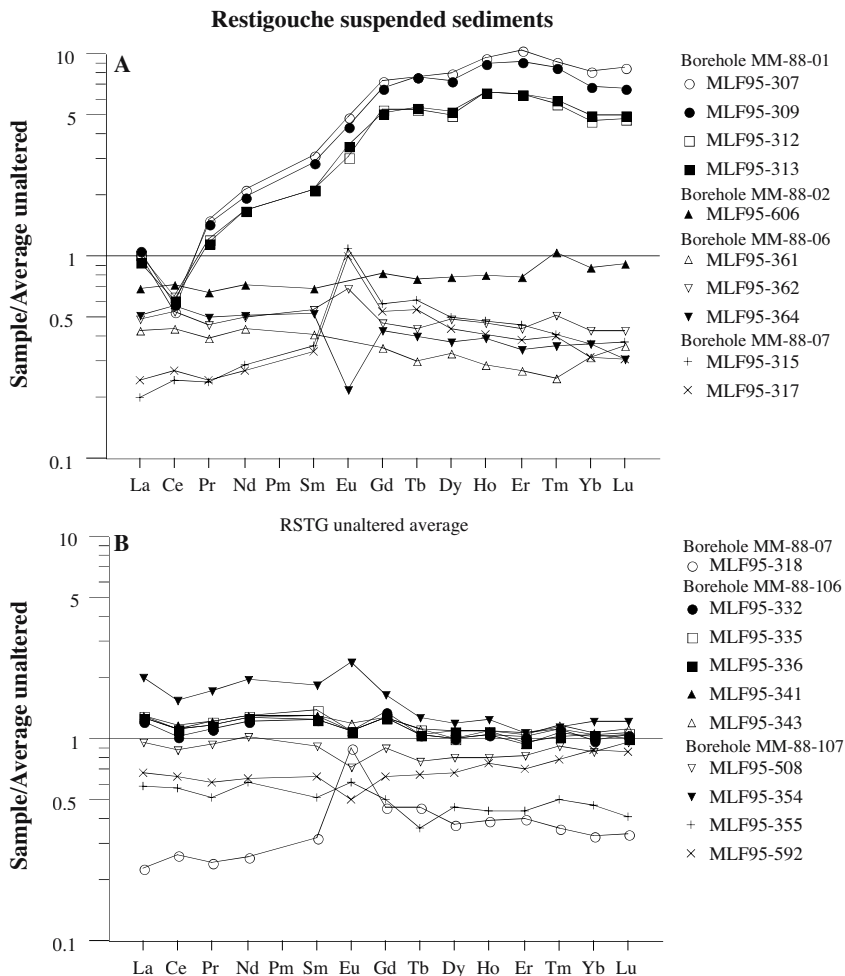 Restigouche suspended sediments
A
Sample/Average unaltered
10
5
1
0.5
0.1
La Ce Pr Nd Pm Sm Eu Gd Tb Dy Ho Er Tm Yb Lu
Borehole MM-88-01
MLF95-307
MLF95-309
MLF95-312
MLF95-313
Borehole MM-88-02
MLF95-606
Borehole MM-88-06
MLF95-361
MLF95-362
MLF95-364
Borehole MM-88-07
MLF95-315
MLF95-317
RSTG unaltered average
B
Sample/Average unaltered
10
5
1
0.5
0.1
La Ce Pr Nd Pm Sm Eu Gd Tb Dy Ho Er Tm Yb Lu
Borehole MM-88-07
MLF95-318
Borehole MM-88-106
MLF95-332
MLF95-335
MLF95-336
MLF95-341
MLF95-343
Borehole MM-88-107
MLF95-508
MLF95-354
MLF95-355
MLF95-592